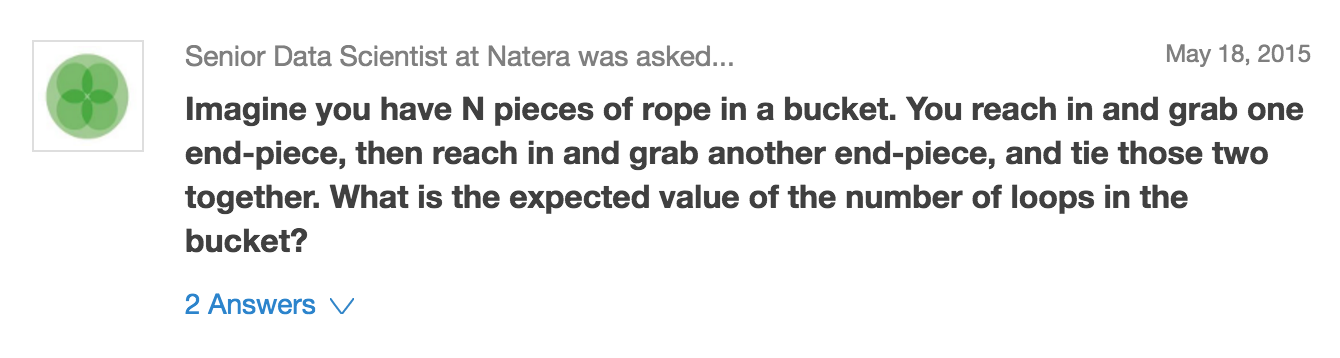 Senior Data Scientist at Natera was asked...
May 18, 2015
Imagine you have N pieces of rope in a bucket. You reach in and grab one
end-piece, then reach in and grab another end-piece, and tie those two
together. What is the expected value of the number of loops in the
bucket?
2 Answers